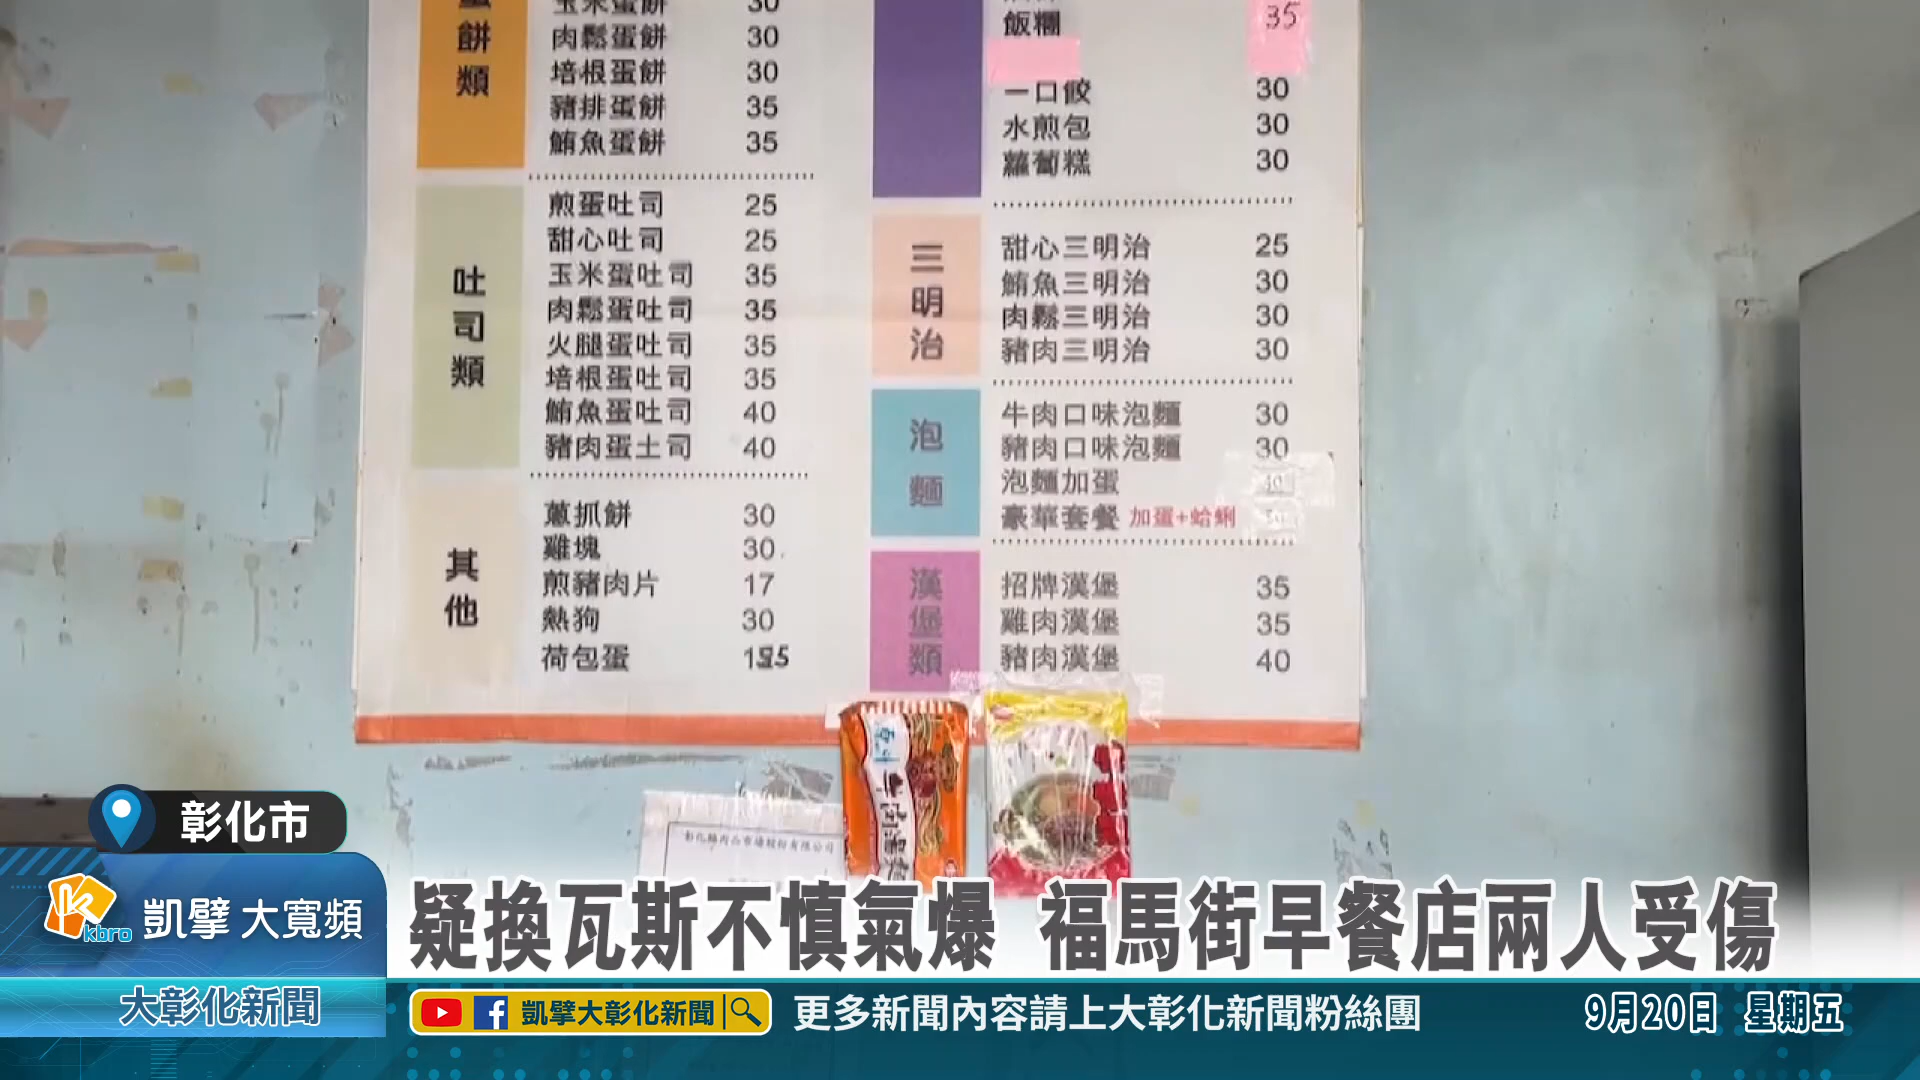 蛋餅類
玉米蛋餅 30
肉鬆蛋餅 30
培根蛋餅 30
豬排蛋餅 35
鮪魚蛋餅 35
吐司類
煎蛋吐司 25
甜心吐司 25
玉米蛋吐司 35
肉鬆蛋吐司 35
火腿蛋吐司 35
培根蛋吐司 35
鮪魚蛋吐司 40
豬肉蛋土司 40
其他
蔥抓餅 30
雞塊 30
煎豬肉片 17
熱狗 30
荷包蛋 15
飯糰 35
一口餃 30
水煎包 30
蘿蔔糕 30
三明治
甜心三明治 25
鮪魚三明治 30
肉鬆三明治 30
豬肉三明治 30
泡麵
牛肉口味泡麵 30
豬肉口味泡麵 30
泡麵加蛋 40
豪華套餐 加蛋+蛤蜊
漢堡類
招牌漢堡 35
雞肉漢堡 35
豬肉漢堡 40
彰化市
kbro 凱擘大寬頻
疑換瓦斯不慎氣爆 福馬街早餐店兩人受傷
大彰化新聞
凱擘大彰化新聞
更多新聞內容請上大彰化新聞粉絲團
9月20日 星期五